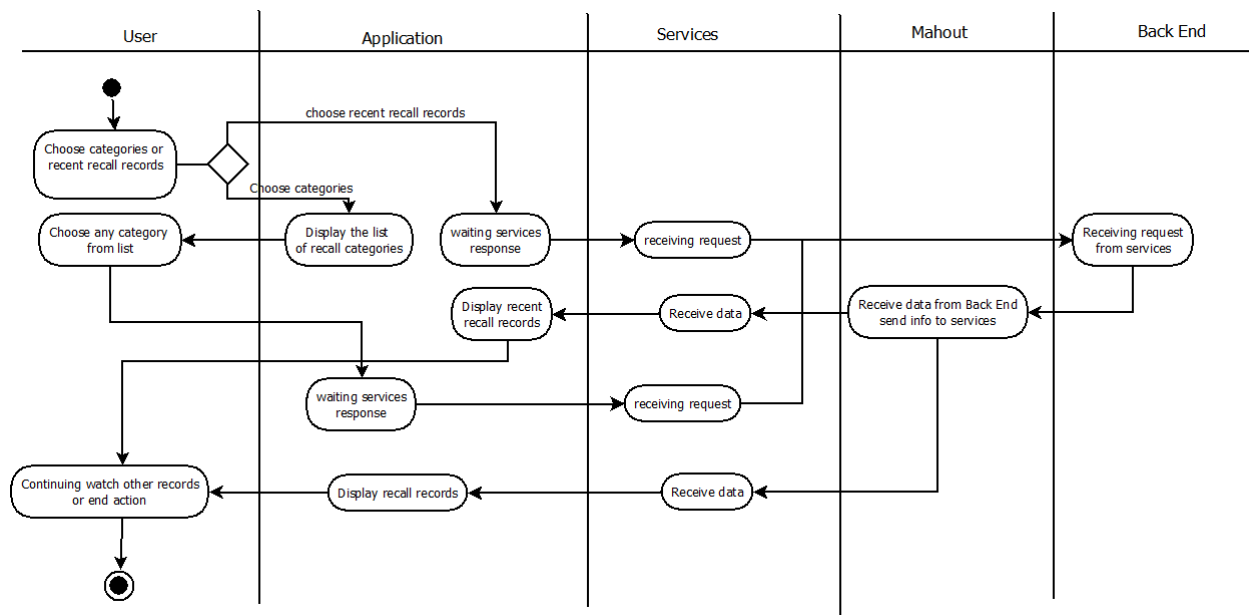 User
Application
Services
Mahout
Back End
choose recent recall records
Choose categories or
recent recall records
Choose categories
Choose any category
from list
Display the list
of recall categories
waiting services
response
receiving request
Receiving request
from services
Display recent
recall records
Receive data
Receive data from Back End
send info to services
waiting services
response
receiving request
Continuing watch other records
or end action
Display recall records
Receive data